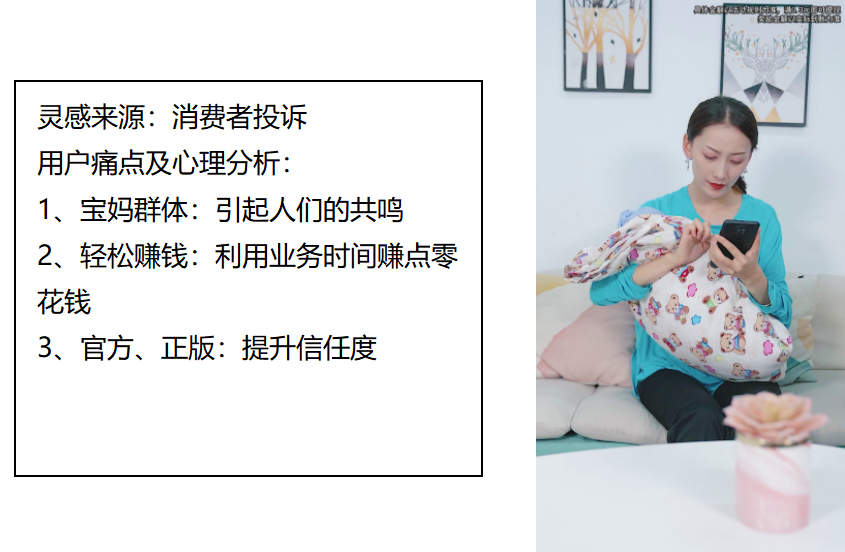 灵感来源：消费者投诉
用户痛点及心理分析：
1、宝妈群体：引起人们的共鸣
2、轻松赚钱：利用业务时间赚点零
花钱
3、官方、正版：提升信任度